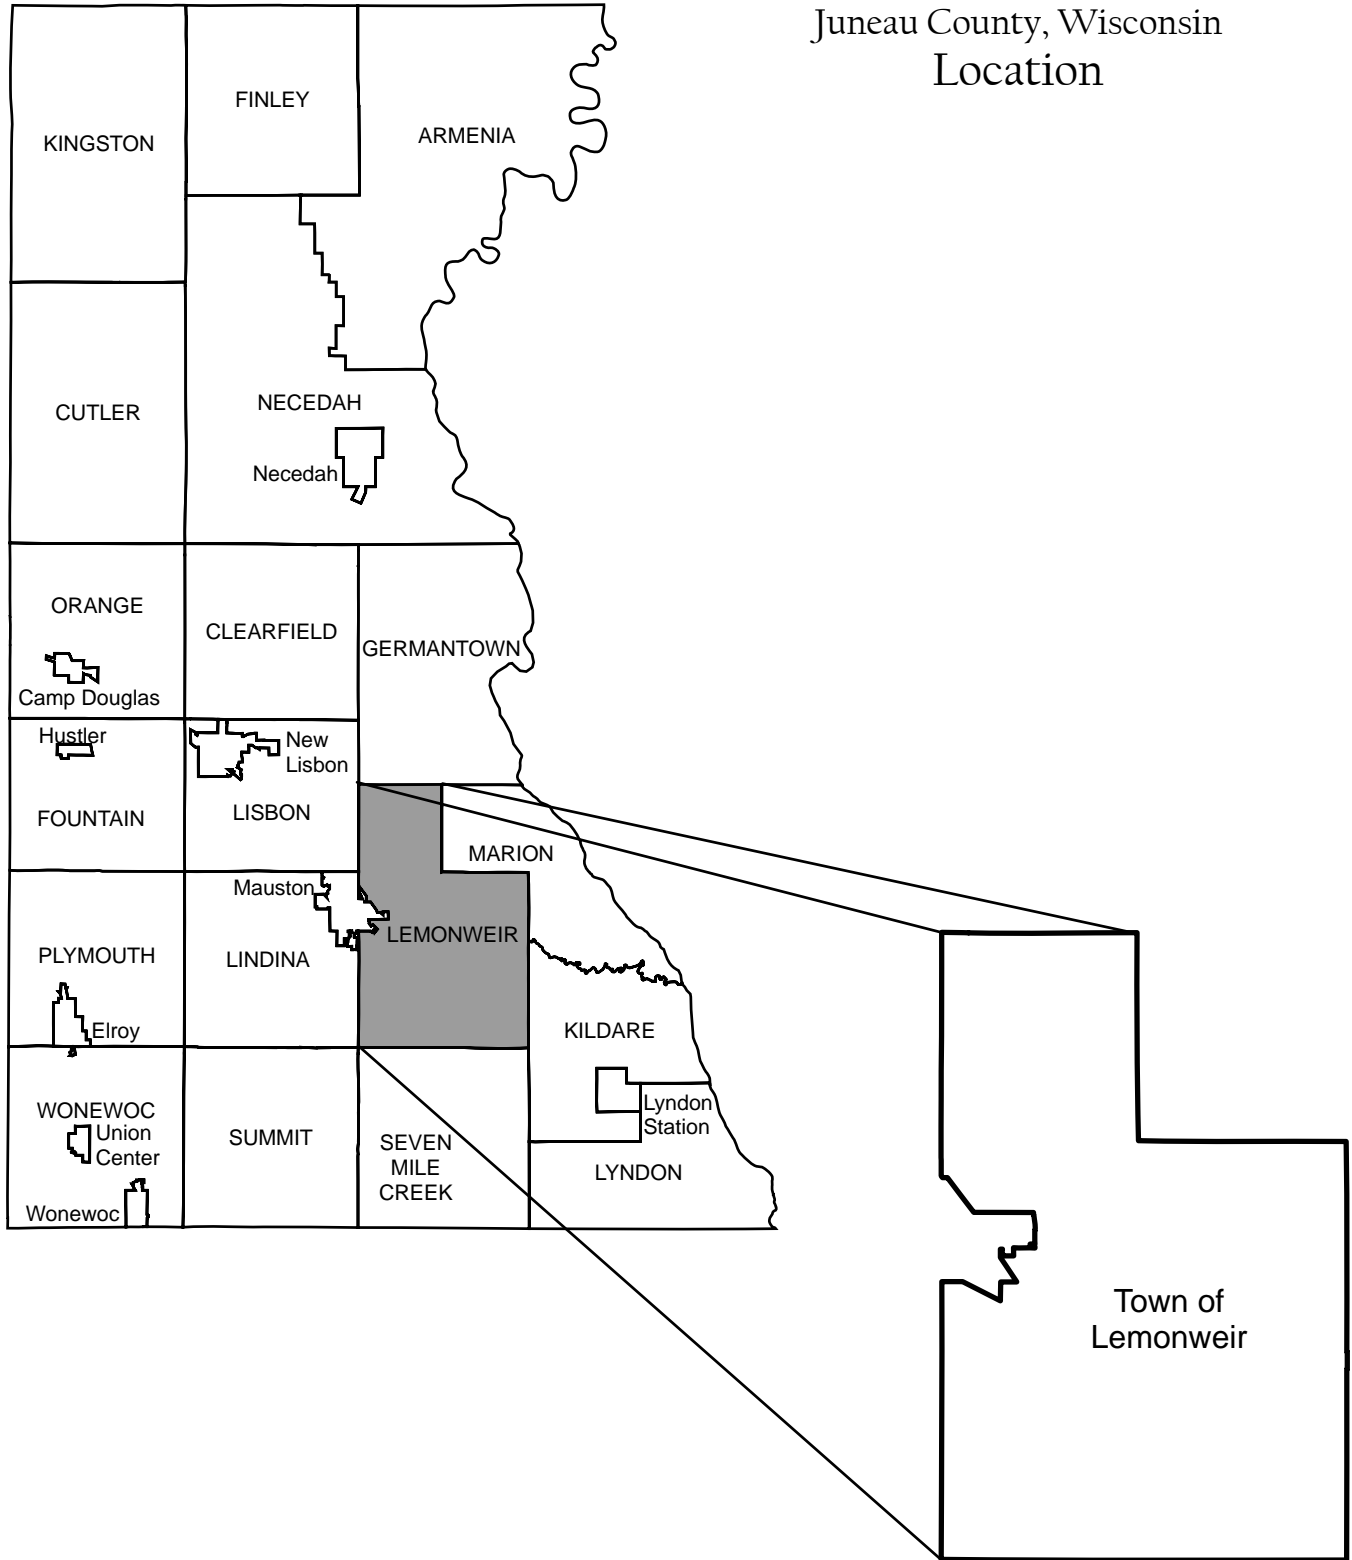 Juneau County, Wisconsin
Location
FINLEY
KINGSTON
ARMENIA
CUTLER
NECEDAH
Necedah
ORANGE
CLEARFIELD
GERMANTOWN
Camp Douglas
Hustler
New
Lisbon
FOUNTAIN
LISBON
MARION
Mauston
LEMONWEIR
PLYMOUTH
LINDINA
Elroy
KILDARE
WONEWOC
Union
Center
Lyndon
Station
SUMMIT
SEVEN
MILE
CREEK
LYNDON
Wonewoc
Town of
Lemonweir